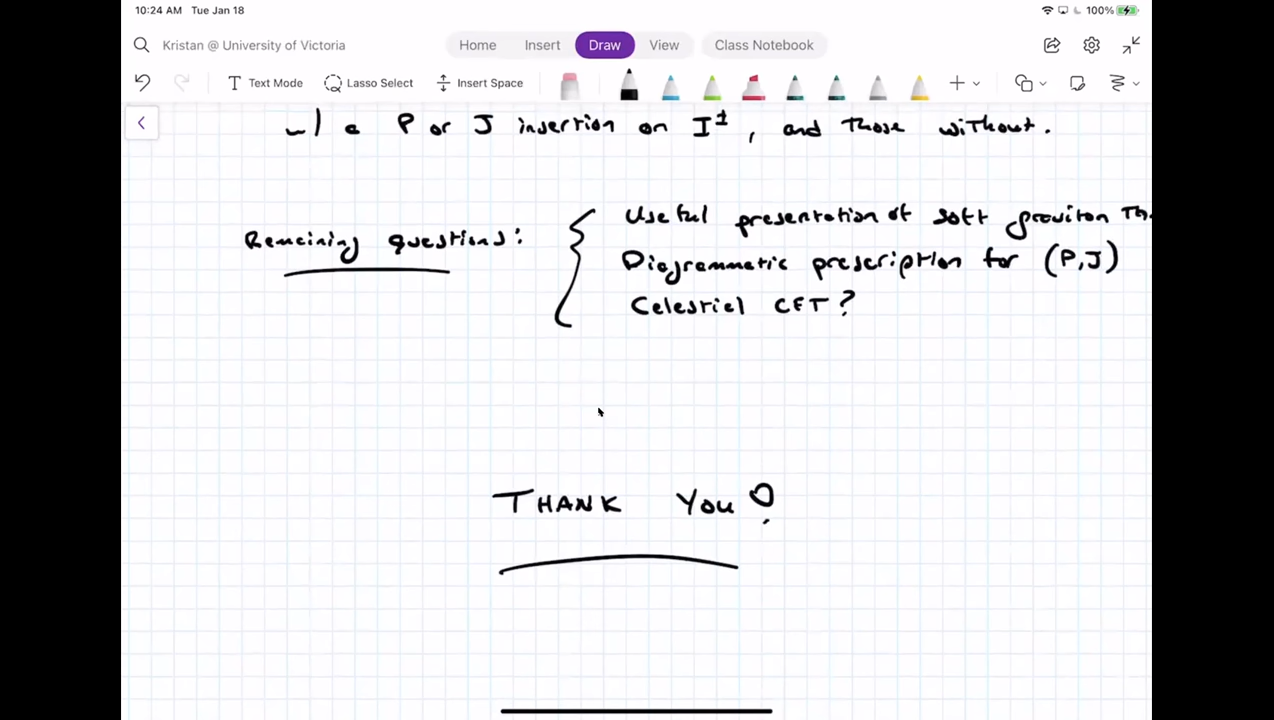 10:24 AM Tue Jan 18
100%
Kristan @ University of Victoria
Home Insert Draw View Class Notebook
Text Mode Lasso Select Insert Space
w/ a P or J insertion on I±, and those without.
Remaining questions:
Useful presentation of soft graviton Th
Diagrammatic prescription for (P,J)
Celestial CFT?
THANK YOU!